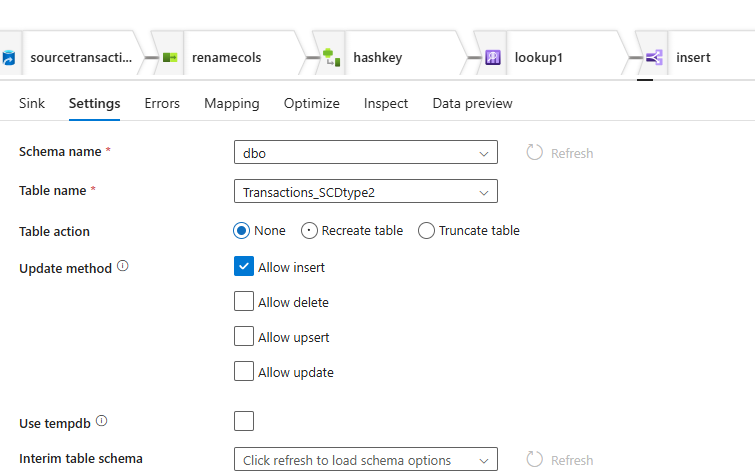 sourcetransacti... renamecols hashkey lookup1 insert
Sink Settings Errors Mapping Optimize Inspect Data preview
Schema name * dbo Refresh
Table name * Transactions_SCDtype2
Table action None Recreate table Truncate table
Update method Allow insert
Allow delete
Allow upsert
Allow update
Use tempdb
Interim table schema Click refresh to load schema options Refresh